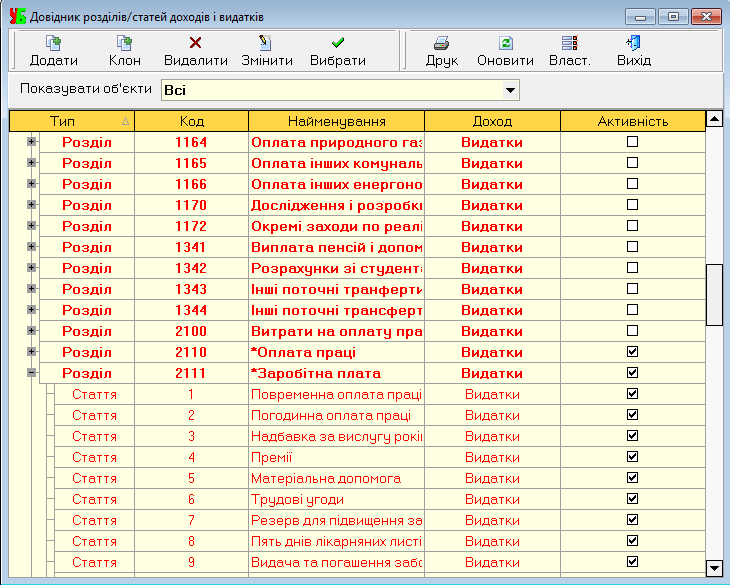 Довідник розділів/статей доходів і видатків
Додати Клон Видалити Змінити Вибрати Друк Оновити Власт. Вихід
Показувати об'єкти Всі
Тип Код Найменування Доход Активність
Розділ 1164 Оплата природного газ Видатки
Розділ 1165 Оплата інших комуналь Видатки
Розділ 1166 Оплата інших енергоно Видатки
Розділ 1170 Дослідження і розробки Видатки
Розділ 1172 Окремі заходи по реалі Видатки
Розділ 1341 Виплата пенсій і допом Видатки
Розділ 1342 Розрахунки зі студента Видатки
Розділ 1343 Інші поточні транферти Видатки
Розділ 1344 Інші поточні трансферт Видатки
Розділ 2100 Витрати на оплату пра Видатки
Розділ 2110 *Оплата праці Видатки
Розділ 2111 *Заробітна плата Видатки
Стаття 1 Повременна оплата праці Видатки
Стаття 2 Погодинна оплата праці Видатки
Стаття 3 Надбавка за вислугу років Видатки
Стаття 4 Премії Видатки
Стаття 5 Матеріальна допомога Видатки
Стаття 6 Трудові угоди Видатки
Стаття 7 Резерв для підвищення за Видатки
Стаття 8 Пять днів лікарняних листі Видатки
Стаття 9 Видача та погашення забо Видатки